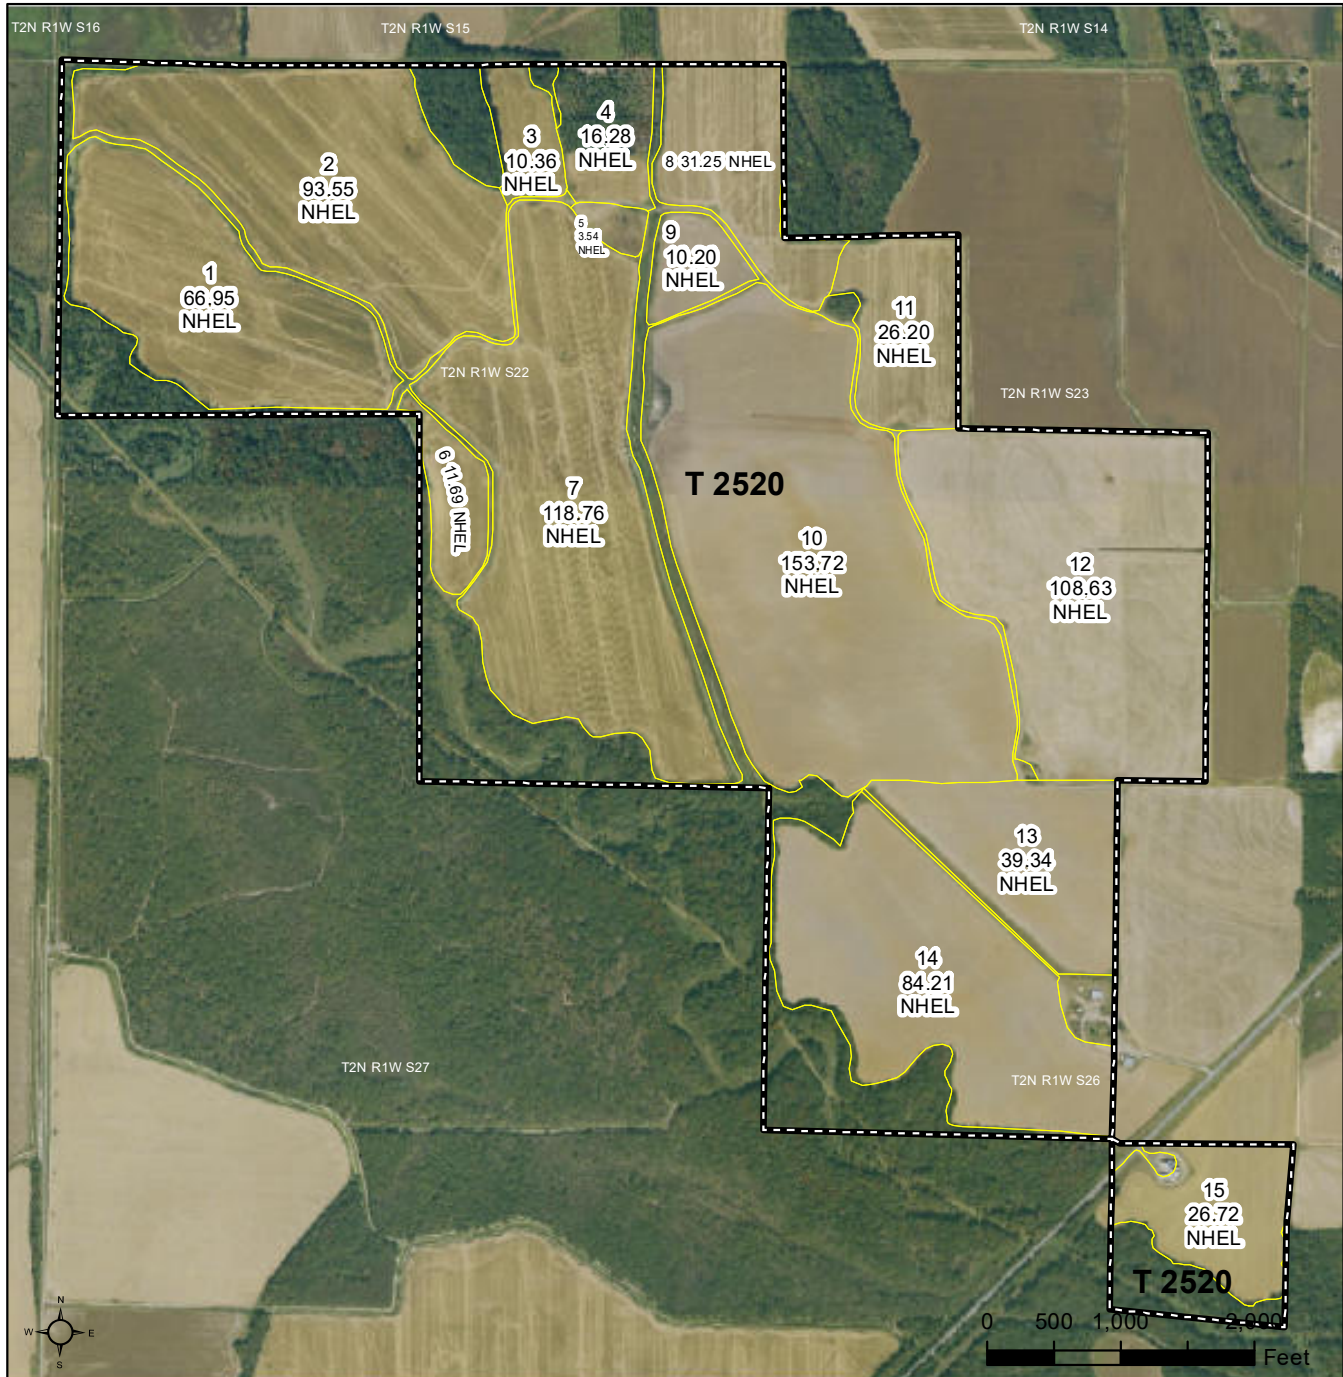 T2N R1W S16
T2N R1W S15
T2N R1W S14
4
16.28
NHEL
3
10.36
NHEL
8 31.25 NHEL
2
93.55
NHEL
5
3.54
NHEL
9
10.20
NHEL
1
66.95
NHEL
11
26.20
NHEL
T2N R1W S22
T2N R1W S23
6 11.69 NHEL
7
118.76
NHEL
T 2520
10
153.72
NHEL
12
108.63
NHEL
13
39.34
NHEL
14
84.21
NHEL
T2N R1W S27
T2N R1W S26
15
26.72
NHEL
T 2520
N
W E
S
0 500 1,000 2,000
Feet